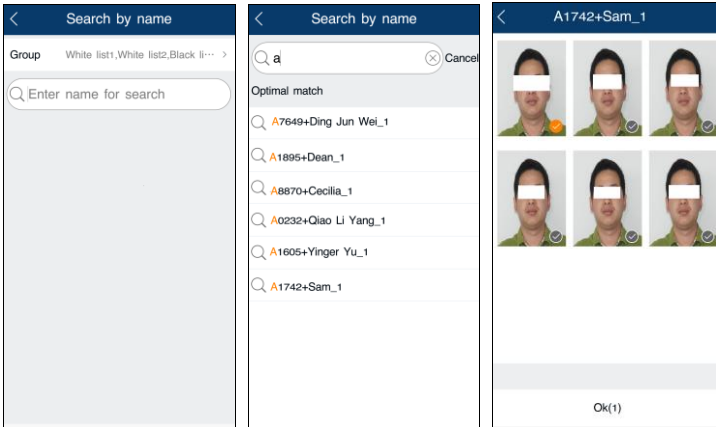 Search by name
Group White list1,White list2,Black li··· >
Enter name for search
Search by name
a Cancel
Optimal match
A7649+Ding Jun Wei_1
A1895+Dean_1
A8870+Cecilia_1
A0232+Qiao Li Yang_1
A1605+Yinger Yu_1
A1742+Sam_1
A1742+Sam_1
Ok(1)